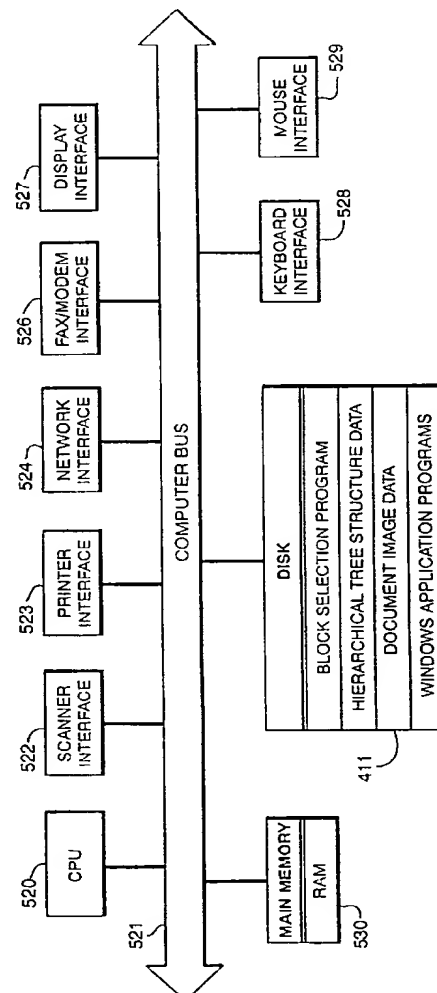 520
CPU
522
SCANNER
INTERFACE
523
PRINTER
INTERFACE
524
NETWORK
INTERFACE
526
FAX/MODEM
INTERFACE
527
DISPLAY
INTERFACE
521
COMPUTER BUS
MAIN MEMORY
RAM
530
DISK
BLOCK SELECTION PROGRAM
HIERARCHICAL TREE STRUCTURE DATA
DOCUMENT IMAGE DATA
WINDOWS APPLICATION PROGRAMS
411
KEYBOARD
INTERFACE
528
MOUSE
INTERFACE
529